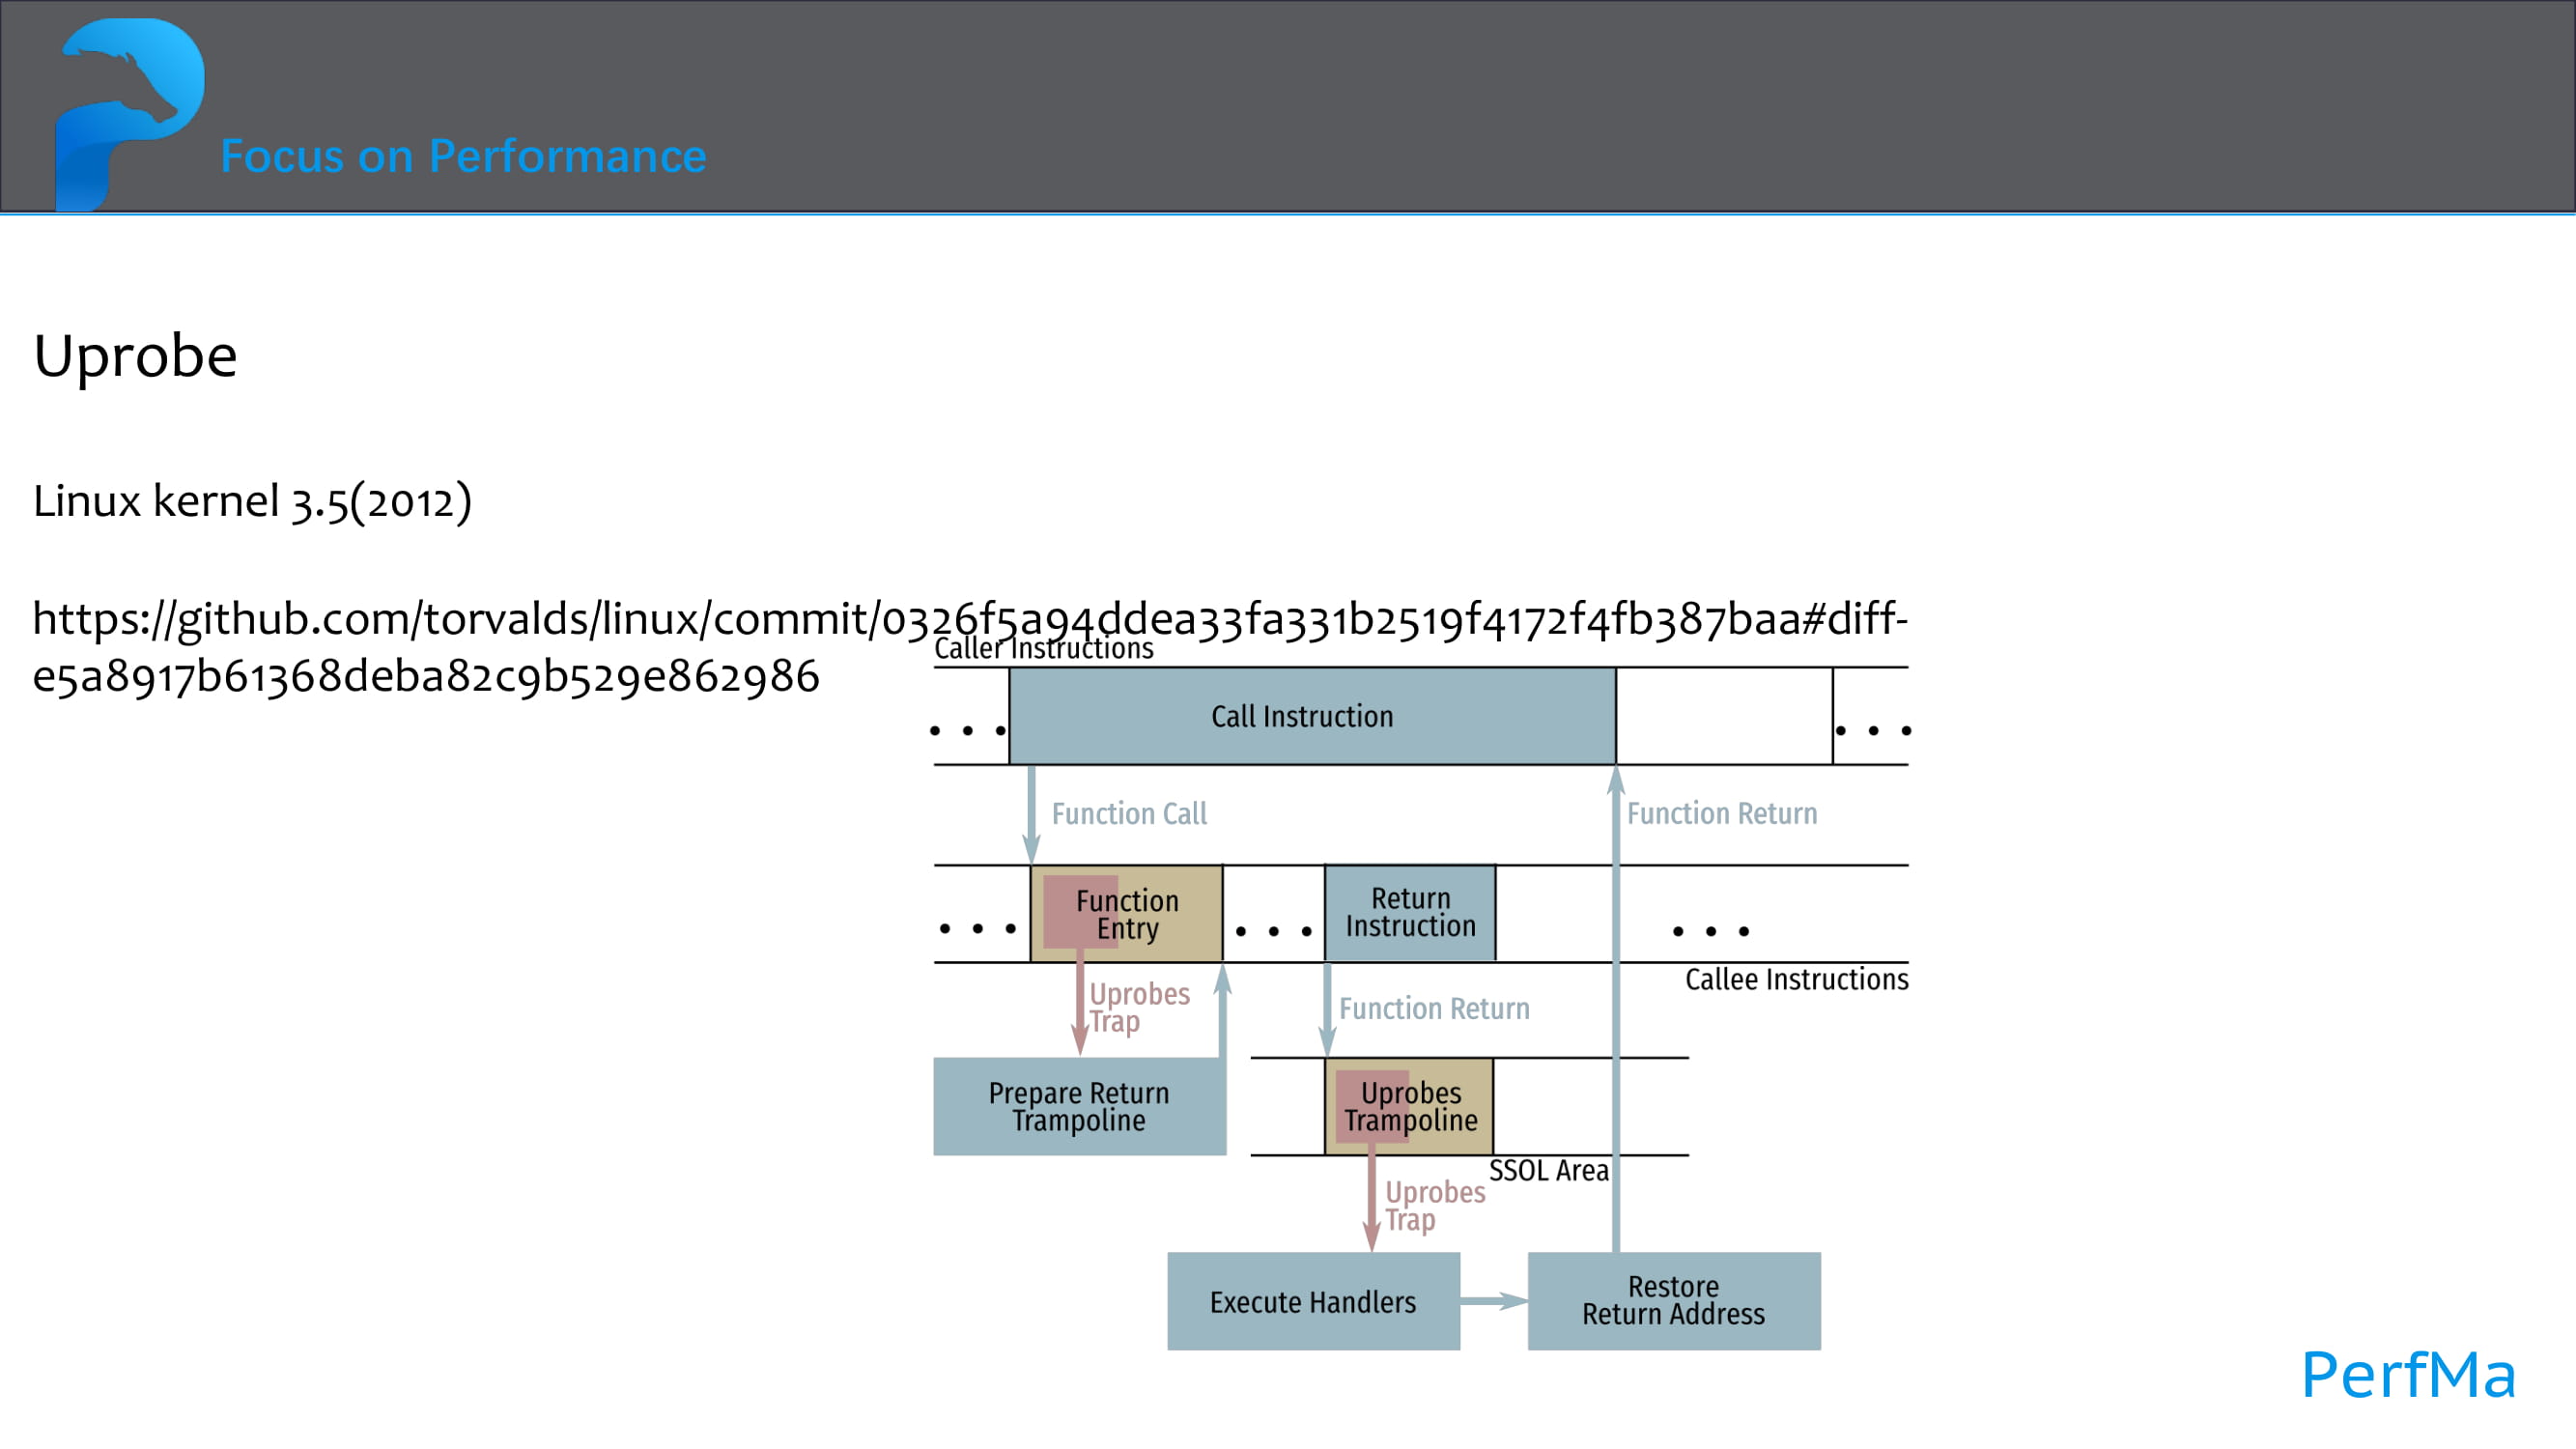 Focus on Performance
Uprobe
Linux kernel 3.5(2012)
https://github.com/torvalds/linux/commit/0326f5a94ddea33fa331b2519f4172f4fb387baa#diff-
e5a8917b61368deba82c9b529e862986
Caller Instructions
Call Instruction
Function Call
Function Return
Function
Entry
Return
Instruction
Callee Instructions
Uprobes
Trap
Function Return
Prepare Return
Trampoline
Uprobes
Trampoline
SSOL Area
Uprobes
Trap
Execute Handlers
Restore
Return Address
PerfMa